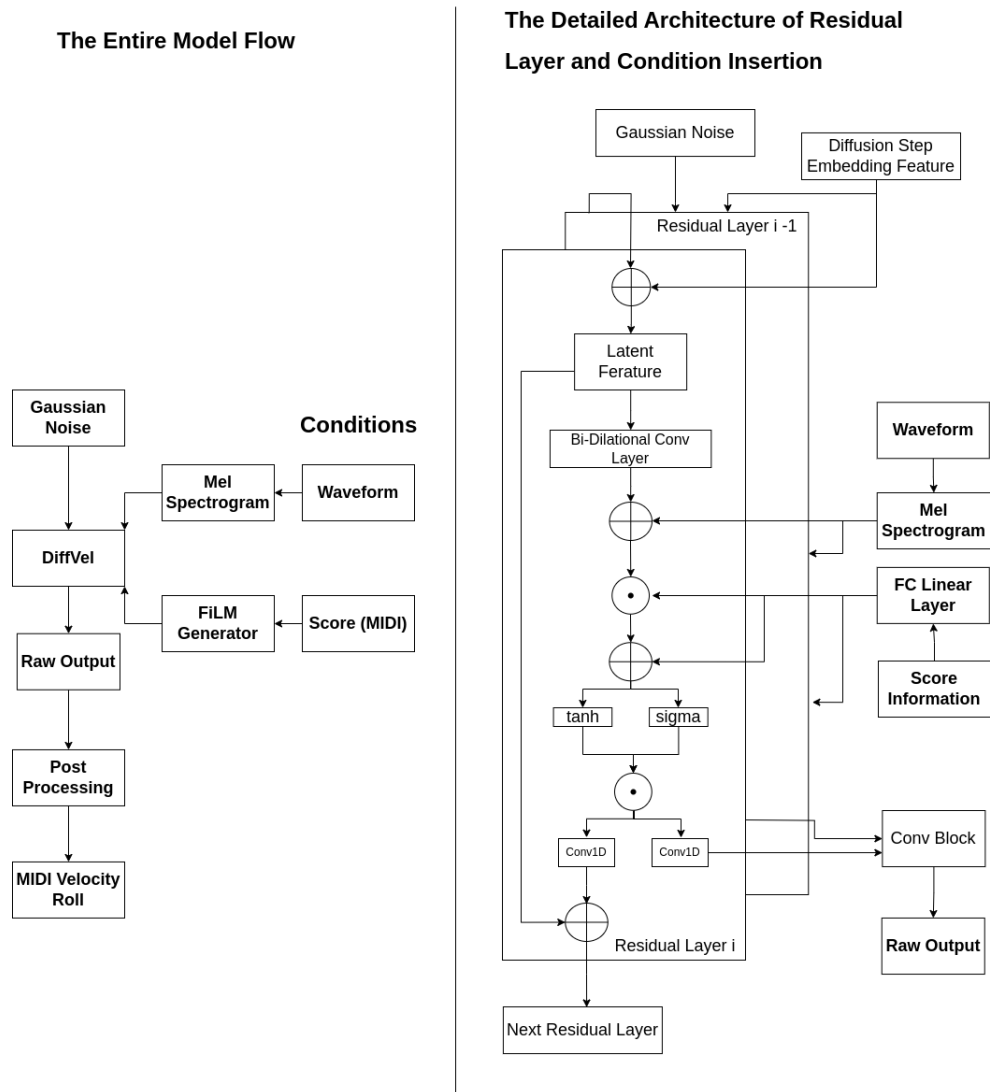 The Entire Model Flow
Gaussian
Noise
Conditions
Mel
Spectrogram
Waveform
DiffVel
FiLM
Generator
Score (MIDI)
Raw Output
Post
Processing
MIDI Velocity
Roll
The Detailed Architecture of Residual
Layer and Condition Insertion
Gaussian Noise
Diffusion Step
Embedding Feature
Residual Layer i -1
Latent
Ferature
Bi-Dilational Conv
Layer
Waveform
Mel
Spectrogram
FC Linear
Layer
Score
Information
tanh
sigma
Conv1D
Conv1D
Conv Block
Raw Output
Residual Layer i
Next Residual Layer